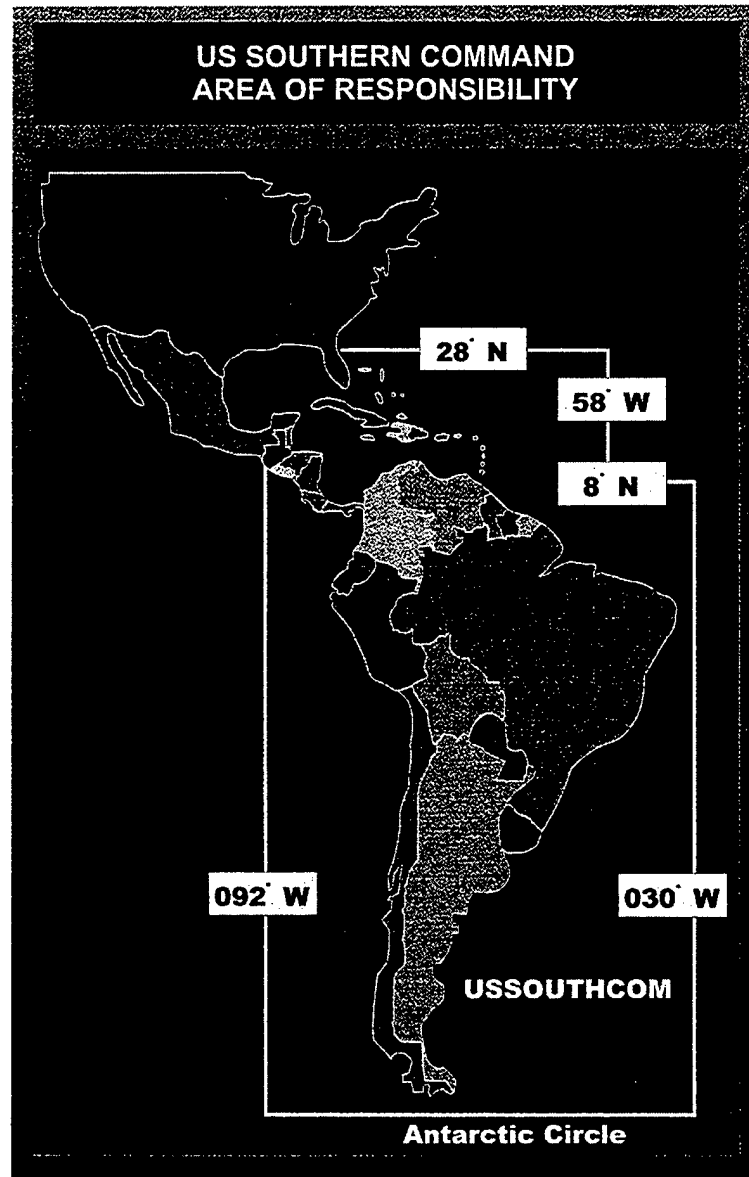 US SOUTHERN COMMAND
AREA OF RESPONSIBILITY
28° N
58° W
8° N
092° W
030° W
USSOUTHCOM
Antarctic Circle